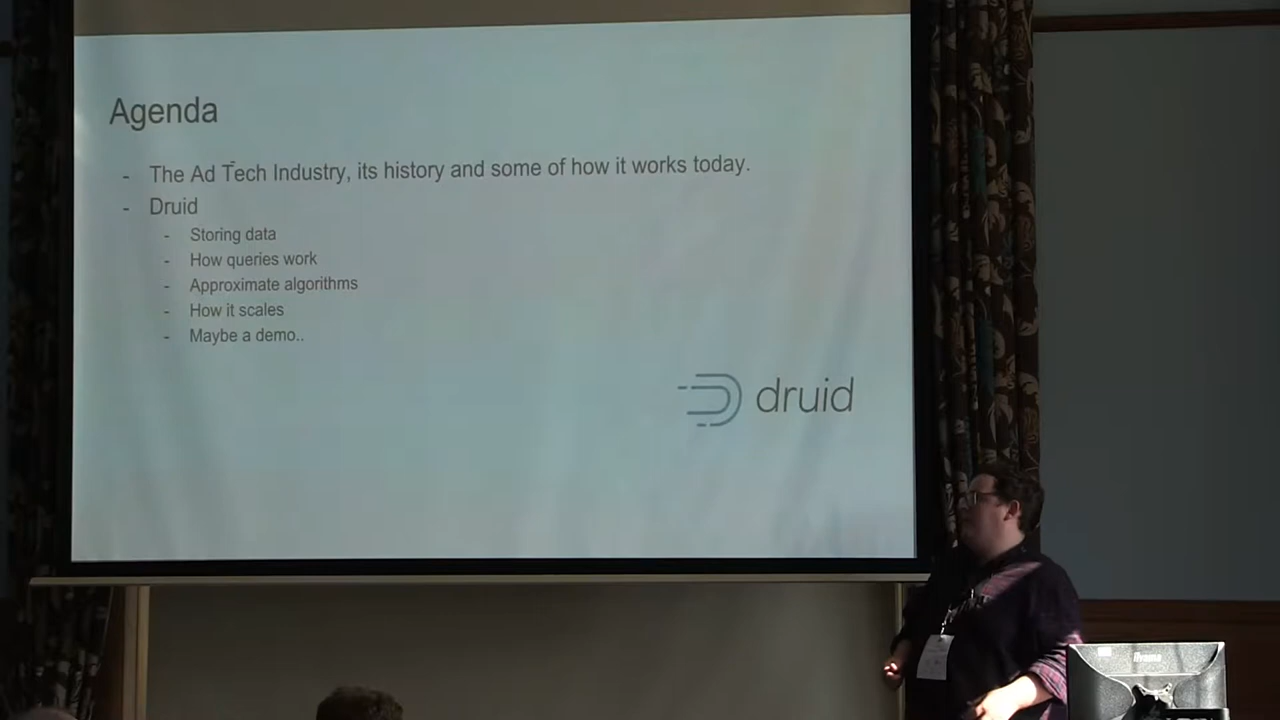 Agenda
- The Ad Tech Industry, its history and some of how it works today.
- Druid
- Storing data
- How queries work
- Approximate algorithms
- How it scales
- Maybe a demo..
druid
iiyama